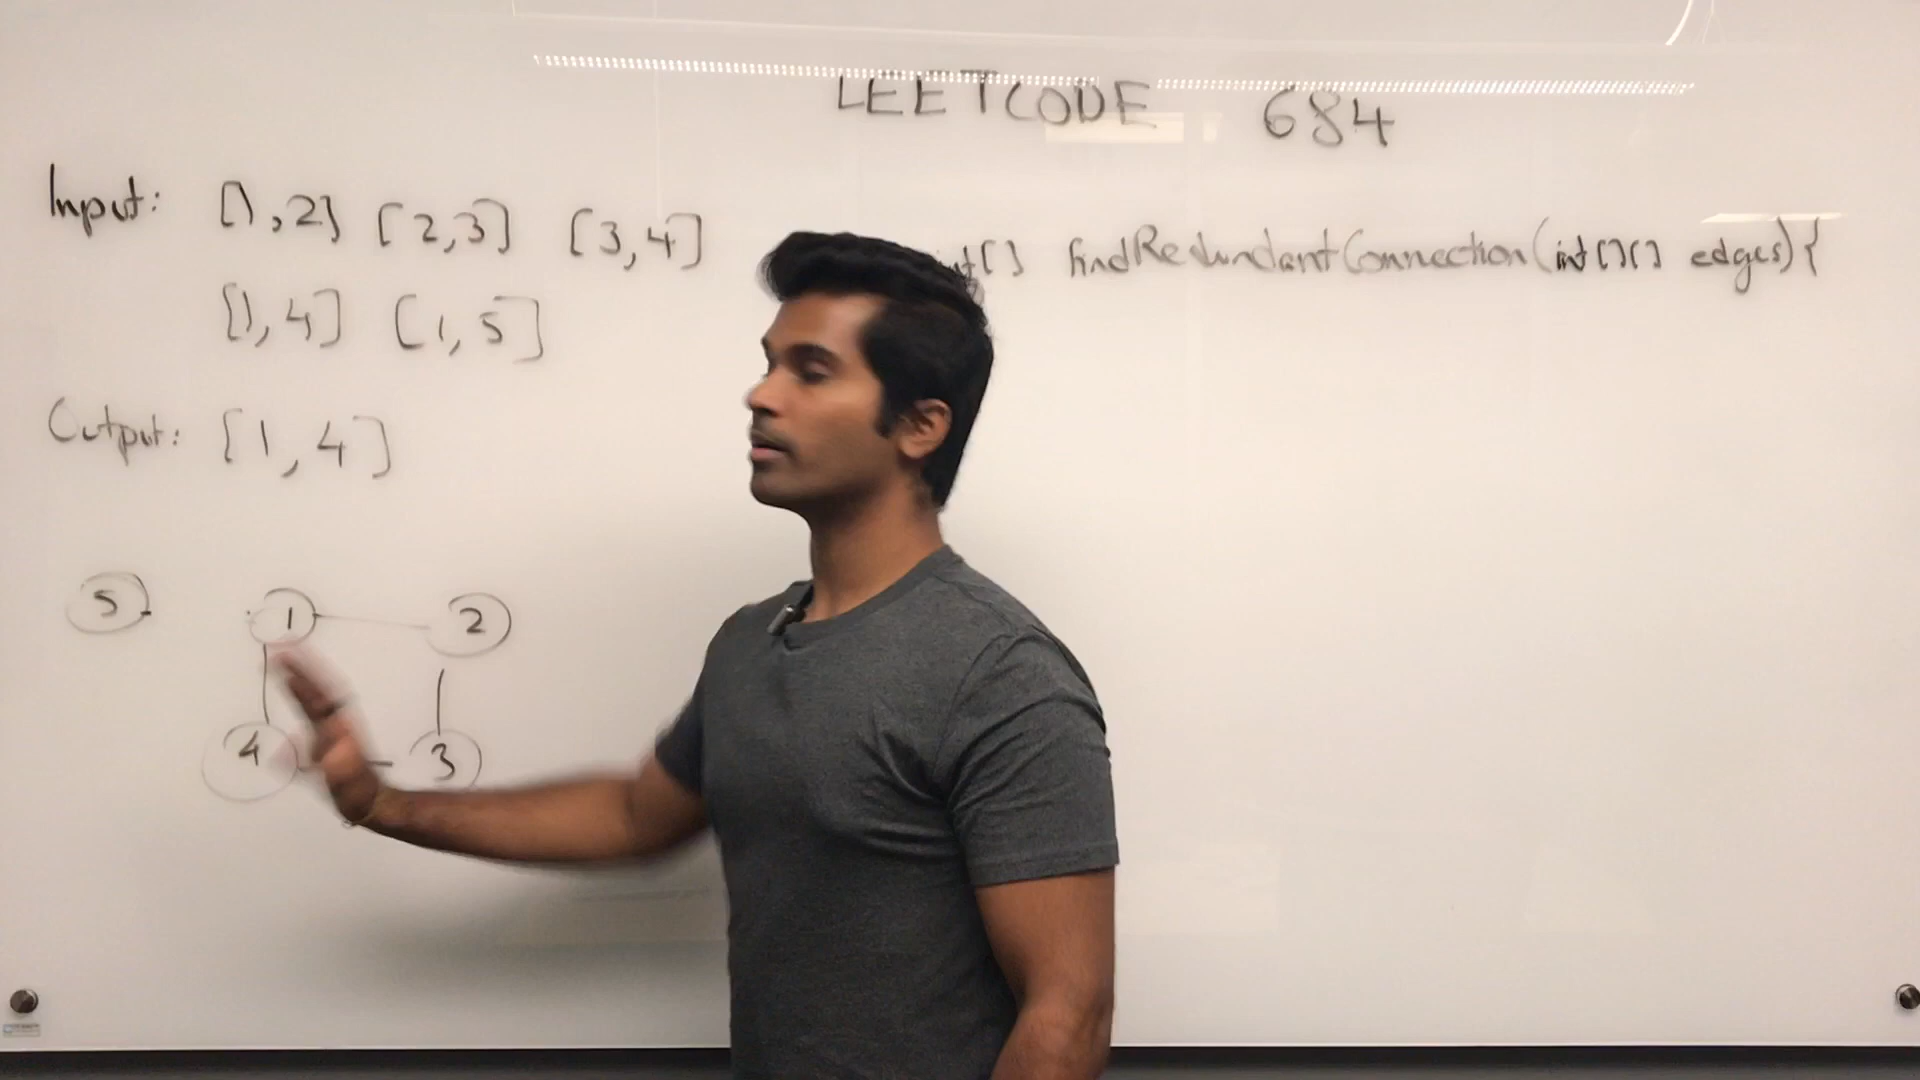 LEETCODE 684
Input: [1,2] [2,3] [3,4]
[1,4] [1,5]
Output: [1,4]
int[] findRedundantConnection(int[][] edges){
5 1 2
4 3